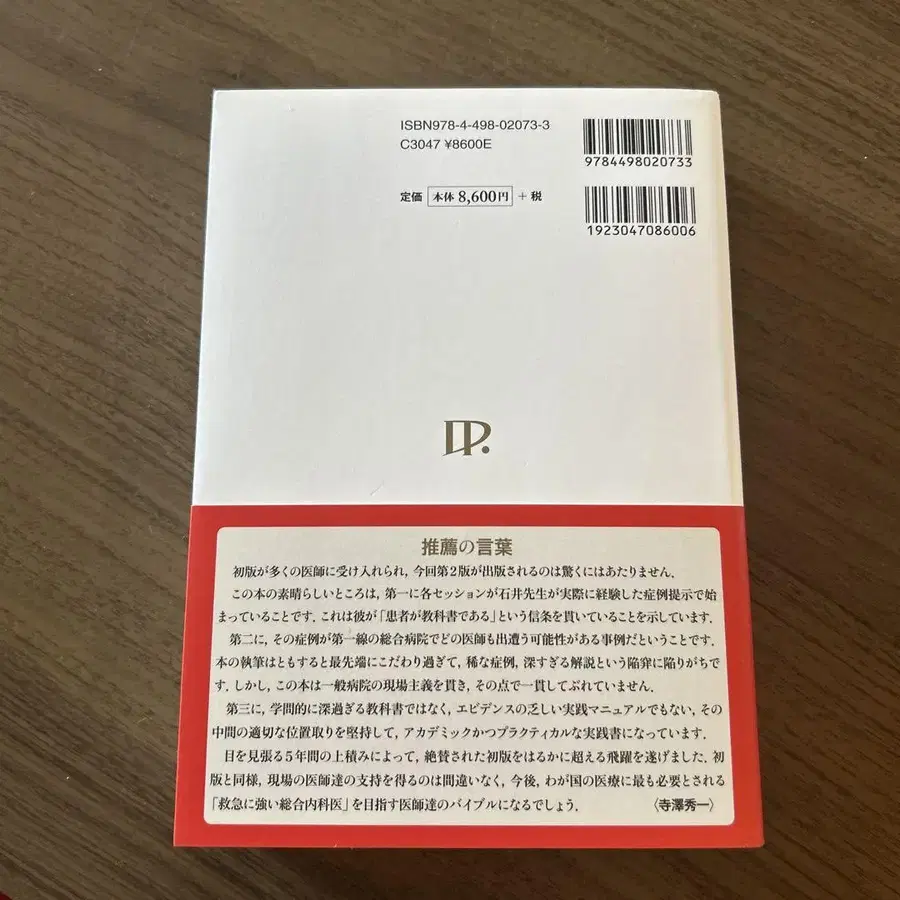 ISBN978-4-498-02073-3
C3047 ¥8600E
9784498020733
定価 本体 8,600円 + 税
1923047086006
推薦の言葉
初版が多くの医師に受け入れられ，今回第2版が出版されるのは驚くにはあたりません．
この本の素晴らしいところは，第一に各セッションが石井先生が実際に経験した症例提示で始
まっていることです．これは彼が「患者が教科書である」という信条を貫いていることを示しています．
第二に，その症例が第一線の総合病院でどの医師も出遭う可能性がある事例だということです．
本の執筆はともすると最先端にこだわり過ぎて，稀な症例，深すぎる解説という陥穽に陥りがちで
す．しかし，この本は一般病院の現場主義を貫き，その点で一貫してぶれていません．
第三に，学問的に深過ぎる教科書ではなく，エビデンスの乏しい実践マニュアルでもない，その
中間の適切な位置取りを堅持して，アカデミックかつプラクティカルな実践書になっています．
目を見張る5年間の上積みによって，絶賛された初版をはるかに超える飛躍を遂げました．初
版と同様，現場の医師達の支持を得るのは間違いなく，今後，わが国の医療に最も必要とされる
「救急に強い総合内科医」を目指す医師達のバイブルになるでしょう． 〈寺澤秀一〉